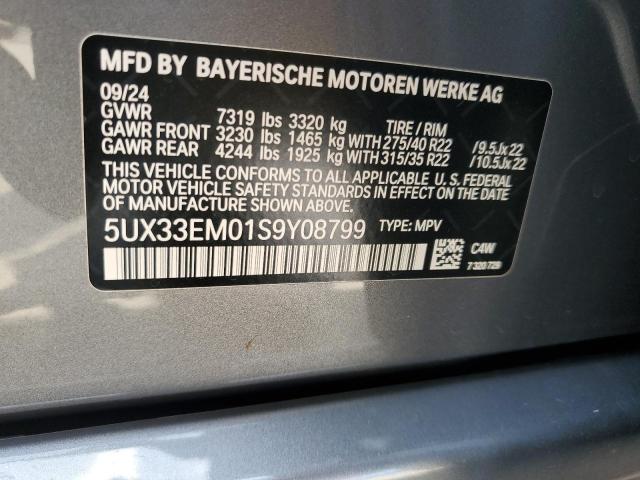 MFD BY BAYERISCHE MOTOREN WERKE AG
09/24
GVWR 7319 lbs 3320 kg TIRE / RIM
GAWR FRONT 3230 lbs 1465 kg WITH 275/40 R22 /9.5Jx22
GAWR REAR 4244 lbs 1925 kg WITH 315/35 R22 /10.5Jx22
THIS VEHICLE CONFORMS TO ALL APPLICABLE U. S. FEDERAL
MOTOR VEHICLE SAFETY STANDARDS IN EFFECT ON THE DATE
OF MANUFACTURE SHOWN ABOVE.
5UX33EM01S9Y08799 TYPE: MPV
C4W
7320729